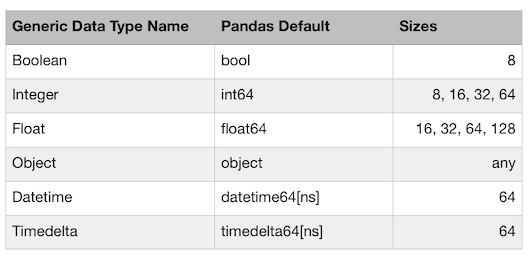 Generic Data Type Name Pandas Default Sizes
Boolean bool 8
Integer int64 8, 16, 32, 64
Float float64 16, 32, 64, 128
Object object any
Datetime datetime64[ns] 64
Timedelta timedelta64[ns] 64